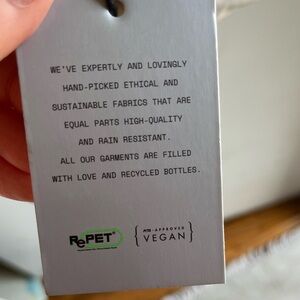 WE'VE EXPERTLY AND LOVINGLY
HAND-PICKED ETHICAL AND
SUSTAINABLE FABRICS THAT ARE
EQUAL PARTS HIGH-QUALITY
AND RAIN RESISTANT.
ALL OUR GARMENTS ARE FILLED
WITH LOVE AND RECYCLED BOTTLES.
RePET
PETA-APPROVED
VEGAN